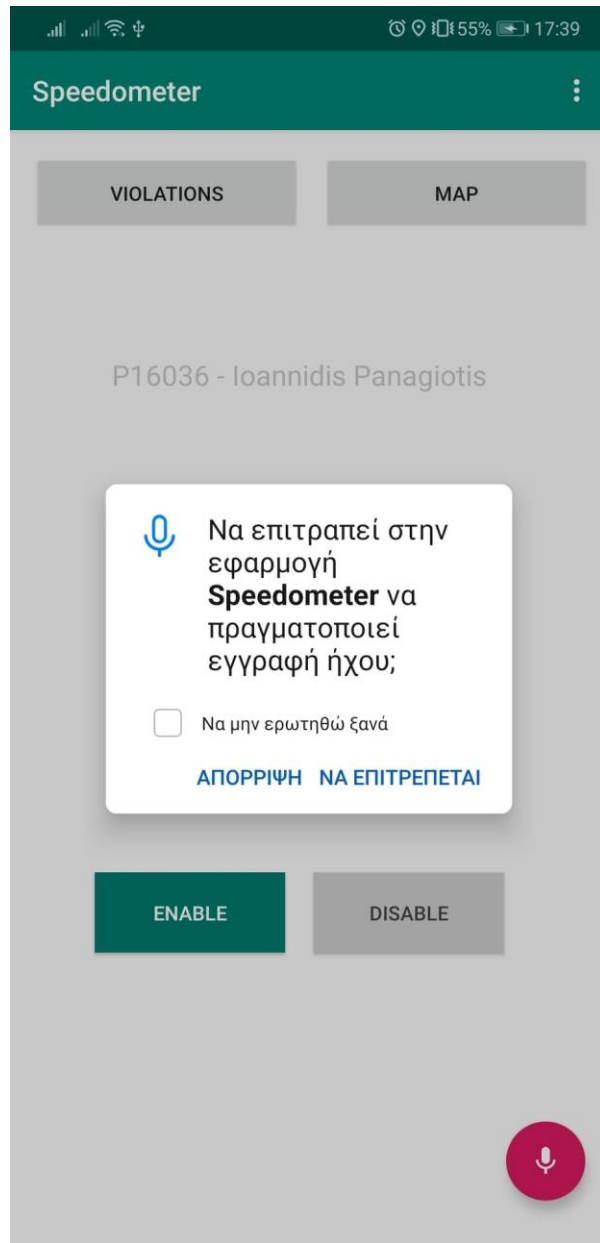 55% 17:39
Speedometer
VIOLATIONS MAP
P16036 - Ioannidis Panagiotis
Να επιτραπεί στην
εφαρμογή
Speedometer να
πραγματοποιεί
εγγραφή ήχου;
Να μην ερωτηθώ ξανά
ΑΠΟΡΡΙΨΗ ΝΑ ΕΠΙΤΡΕΠΕΤΑΙ
ENABLE DISABLE